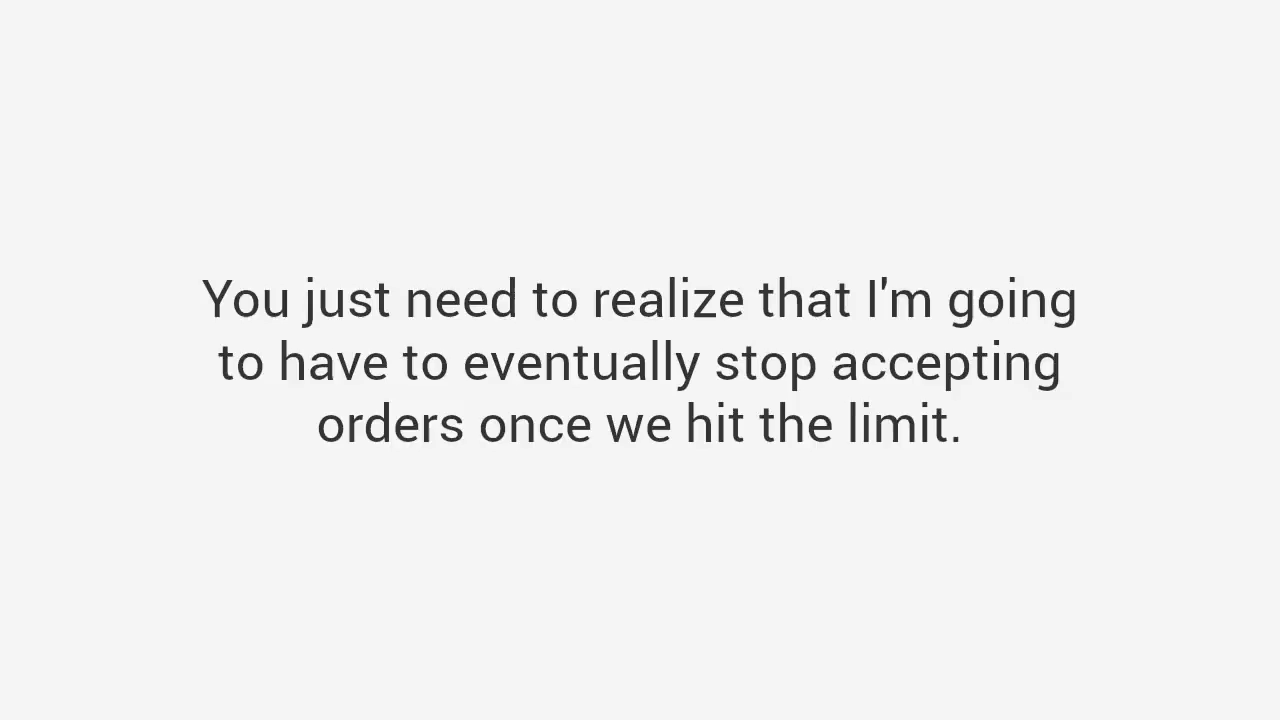 You just need to realize that I'm going
to have to eventually stop accepting
orders once we hit the limit.